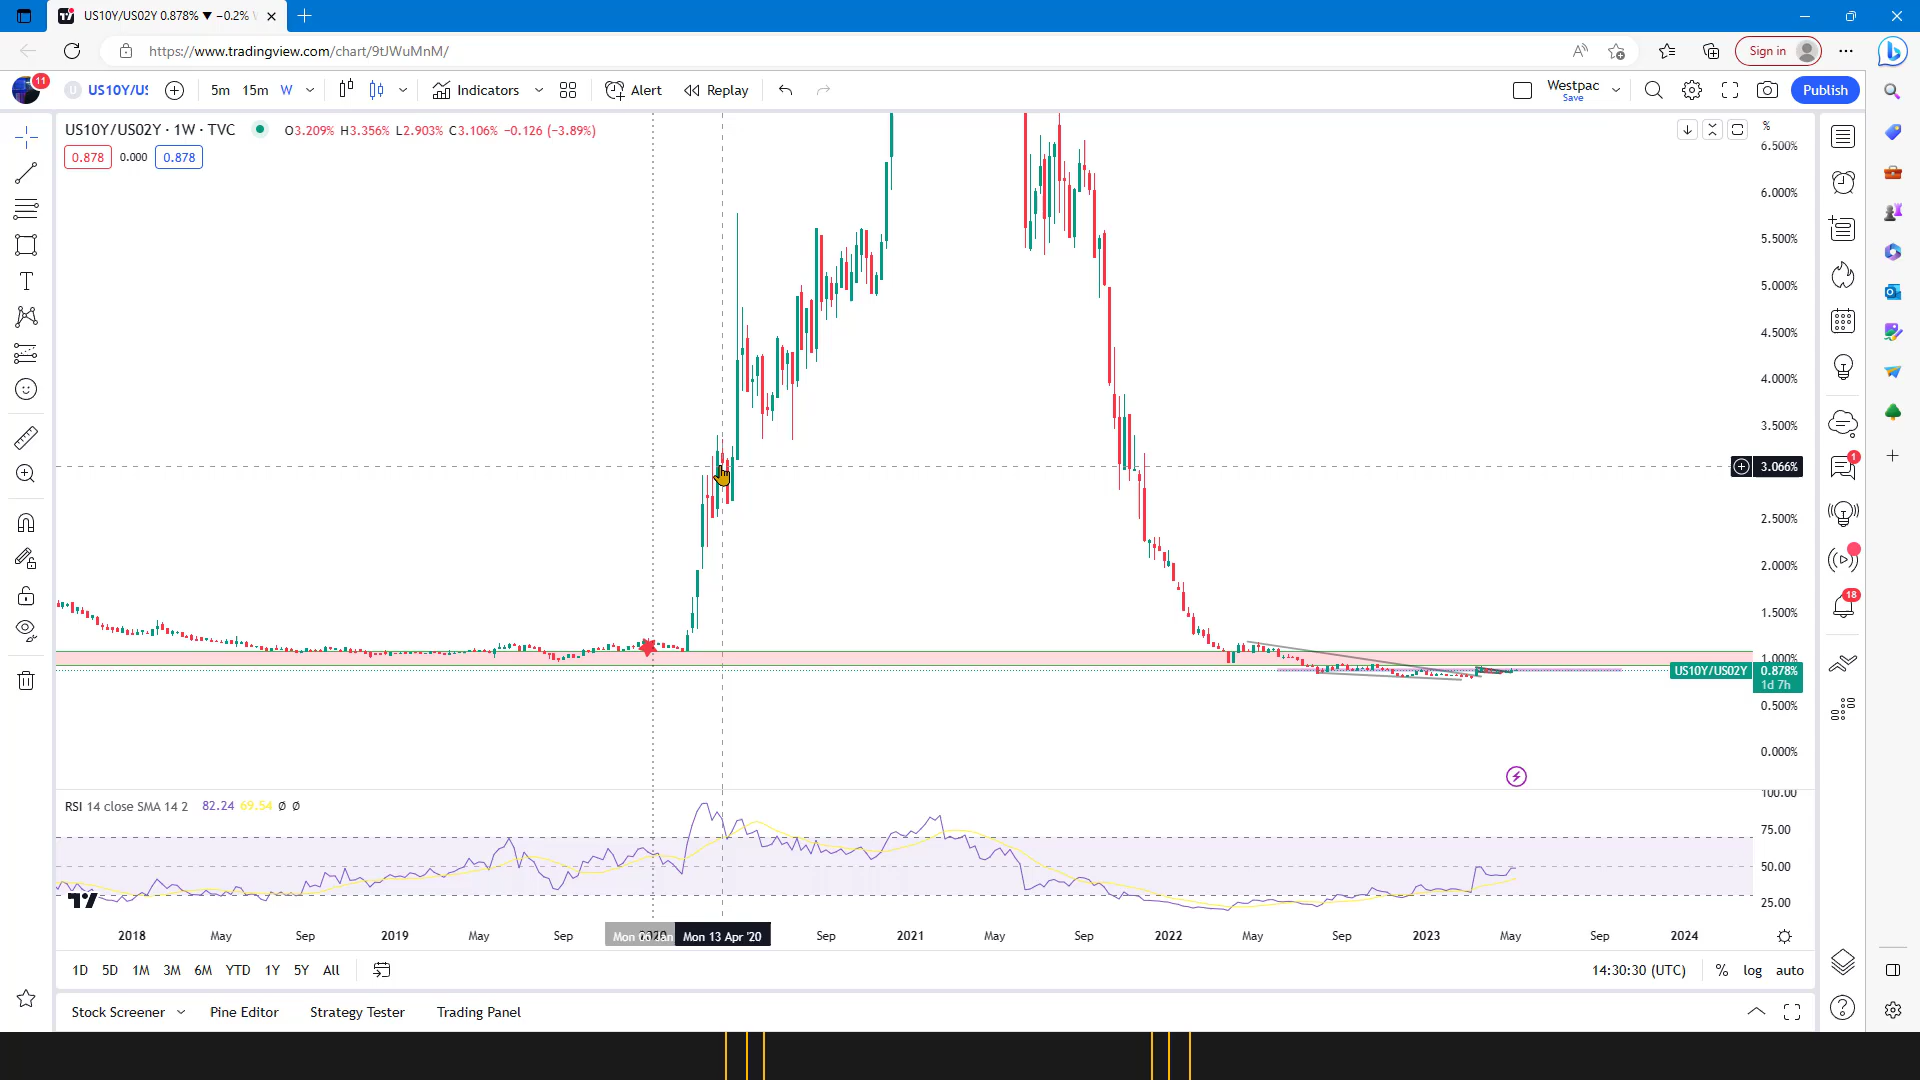 US10Y/US02Y 0.878% ▼ −0.2%
https://www.tradingview.com/chart/9tJWuMnM/
Sign in
11
U
US10Y/US
5m
15m
W
Indicators
Alert
Replay
Westpac
Save
Publish
US10Y/US02Y · 1W · TVC
O3.209% H3.356% L2.903% C3.106% −0.126 (−3.89%)
0.878
0.000
0.878
%
6.500%
6.000%
5.500%
5.000%
4.500%
4.000%
3.500%
3.066%
2.500%
2.000%
1.500%
1.000%
US10Y/US02Y
0.878%
1d 7h
0.500%
0.000%
1
18
RSI 14 close SMA 14 2 82.24 69.54 Ø Ø
100.00
75.00
50.00
25.00
2018
May
Sep
2019
May
Sep
Mon 13 Apr '20
Sep
2021
May
Sep
2022
May
Sep
2023
May
Sep
2024
1D
5D
1M
3M
6M
YTD
1Y
5Y
All
14:30:30 (UTC)
%
log
auto
Stock Screener
Pine Editor
Strategy Tester
Trading Panel